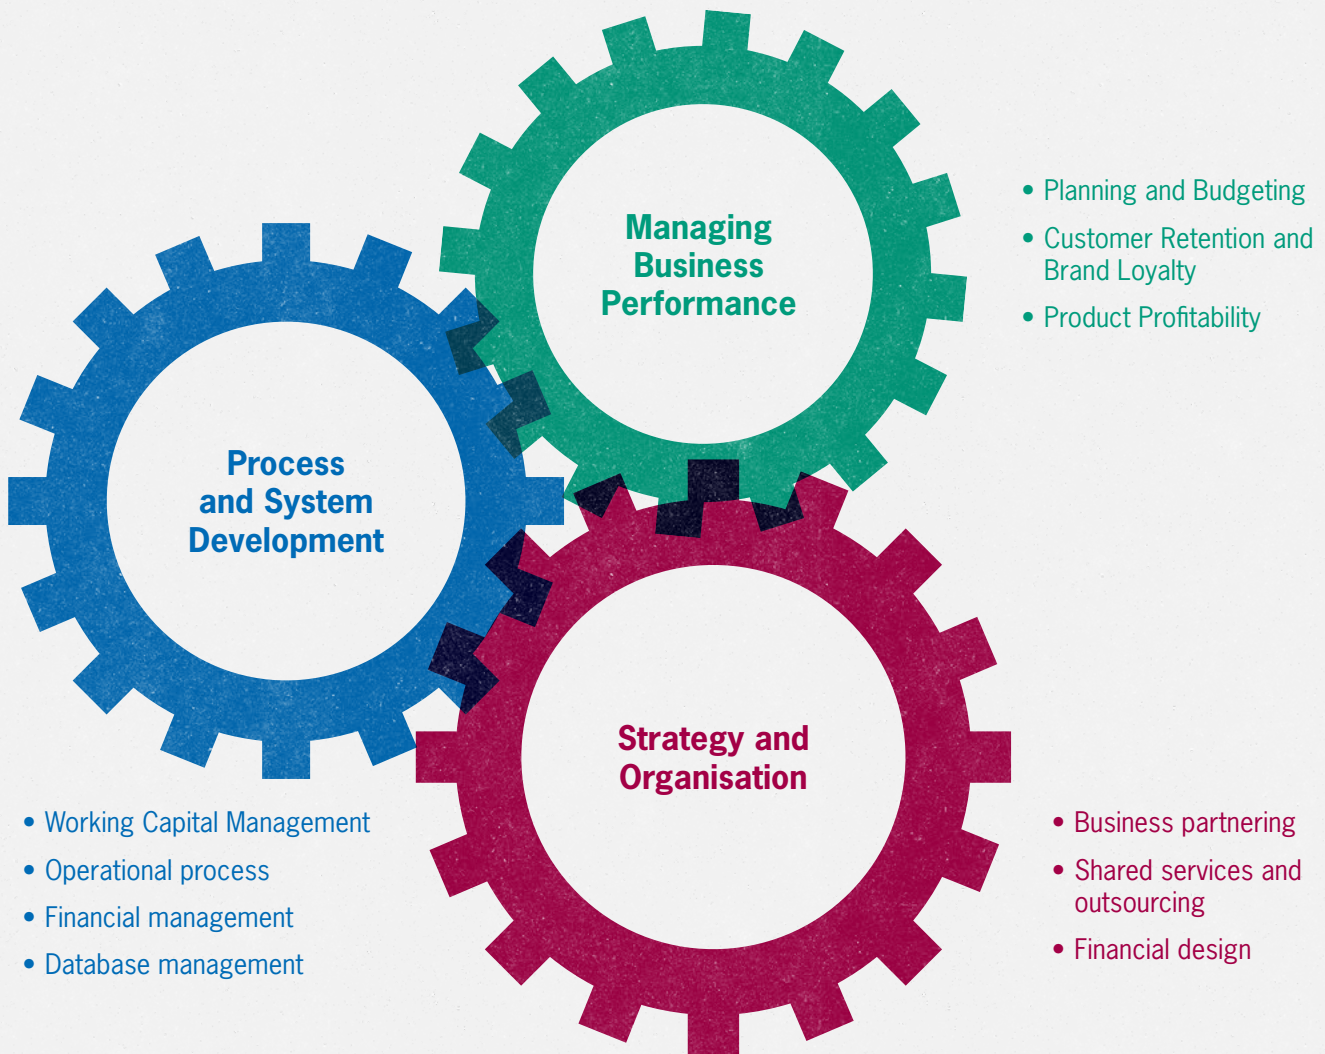 Managing
Business
Performance
• Planning and Budgeting
• Customer Retention and
Brand Loyalty
• Product Profitability
Process
and System
Development
• Working Capital Management
• Operational process
• Financial management
• Database management
Strategy and
Organisation
• Business partnering
• Shared services and
outsourcing
• Financial design